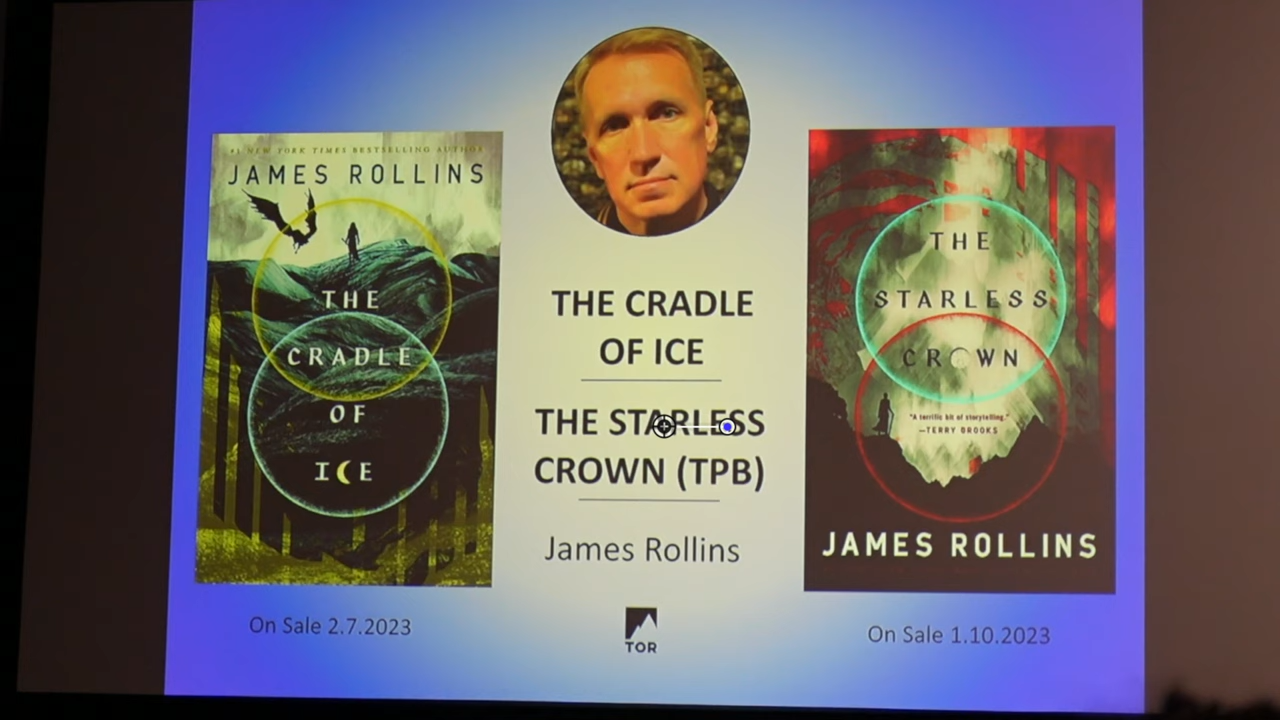 #1 NEW YORK TIMES BESTSELLING AUTHOR
JAMES ROLLINS
THE
CRADLE
OF
ICE
On Sale 2.7.2023
THE CRADLE
OF ICE
THE STARLESS
CROWN (TPB)
James Rollins
TOR
THE
STARLESS
CROWN
"A terrific bit of storytelling."
—TERRY BROOKS
JAMES ROLLINS
On Sale 1.10.2023